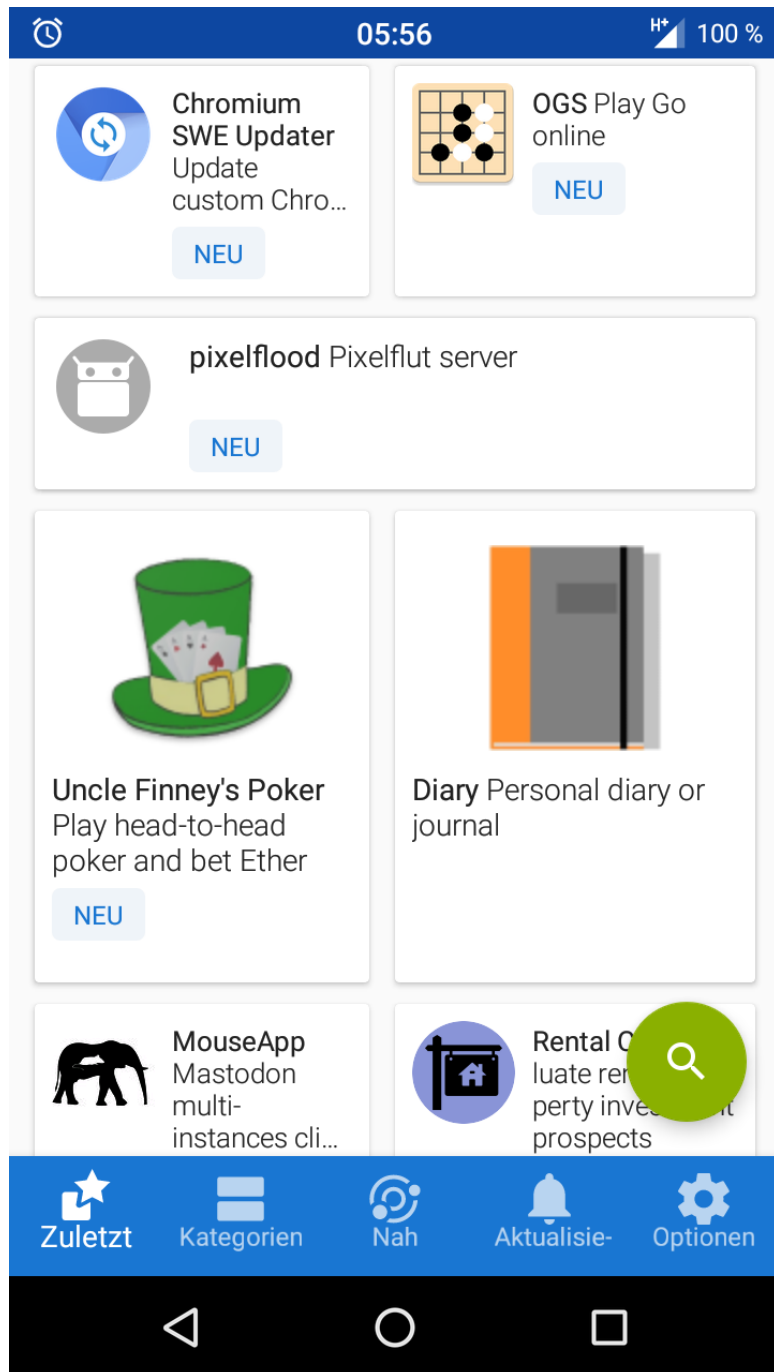 05:56
H+
100 %
Chromium
SWE Updater
Update
custom Chro…
NEU
OGS Play Go
online
NEU
pixelflood Pixelflut server
NEU
Uncle Finney's Poker
Play head-to-head
poker and bet Ether
NEU
Diary Personal diary or
journal
MouseApp
Mastodon
multi-
instances cli…
Rental
luate
perty
prospects
Zuletzt
Kategorien
Nah
Aktualisie-
Optionen